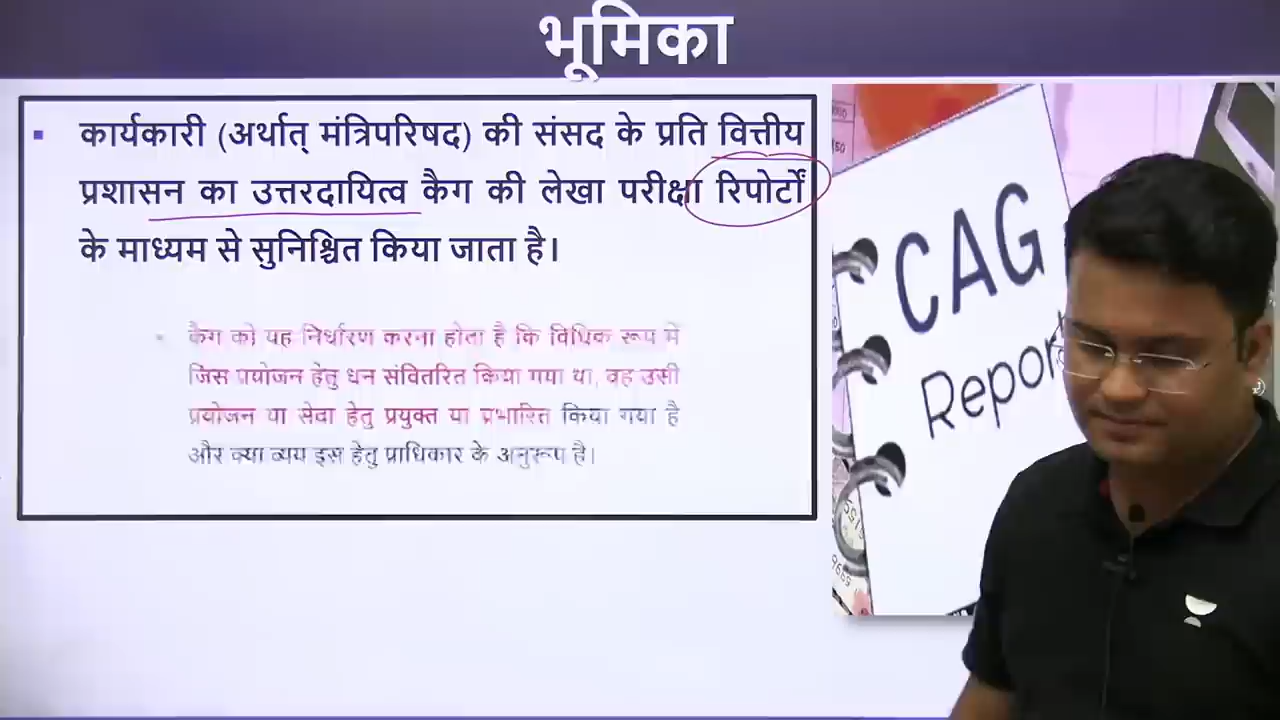 भूमिका
▪ कार्यकारी (अर्थात् मंत्रिपरिषद) की संसद के प्रति वित्तीय
प्रशासन का उत्तरदायित्व कैग की लेखा परीक्षा रिपोर्टों
के माध्यम से सुनिश्चित किया जाता है।
कैग को यह निर्धारण करना होता है कि विधिक रूप में
जिस प्रयोजन हेतु धन संवितरित किया गया था, वह उसी
प्रयोजन या सेवा हेतु प्रयुक्त या प्रभारित किया गया है
और क्या व्यय इस हेतु प्राधिकार के अनुरूप है।
CAG
Report